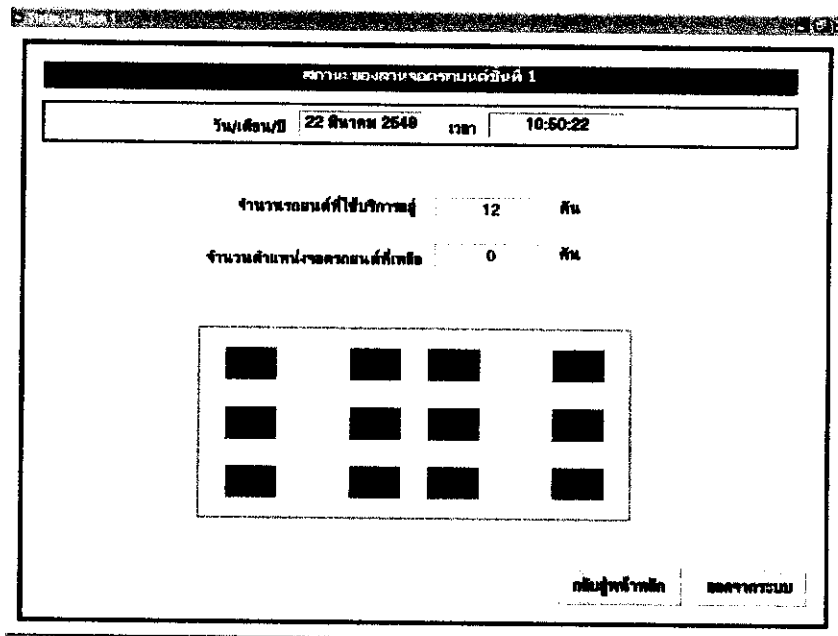 สถานะของลานจอดรถยนต์ชั้นที่ 1
วัน/เดือน/ปี 22 มีนาคม 2549 เวลา 10:50:22
จำนวนรถยนต์ที่ใช้บริการอยู่ 12 คัน
จำนวนตำแหน่งจอดรถยนต์ที่เหลือ 0 คัน
กลับสู่หน้าหลัก ออกจากระบบ